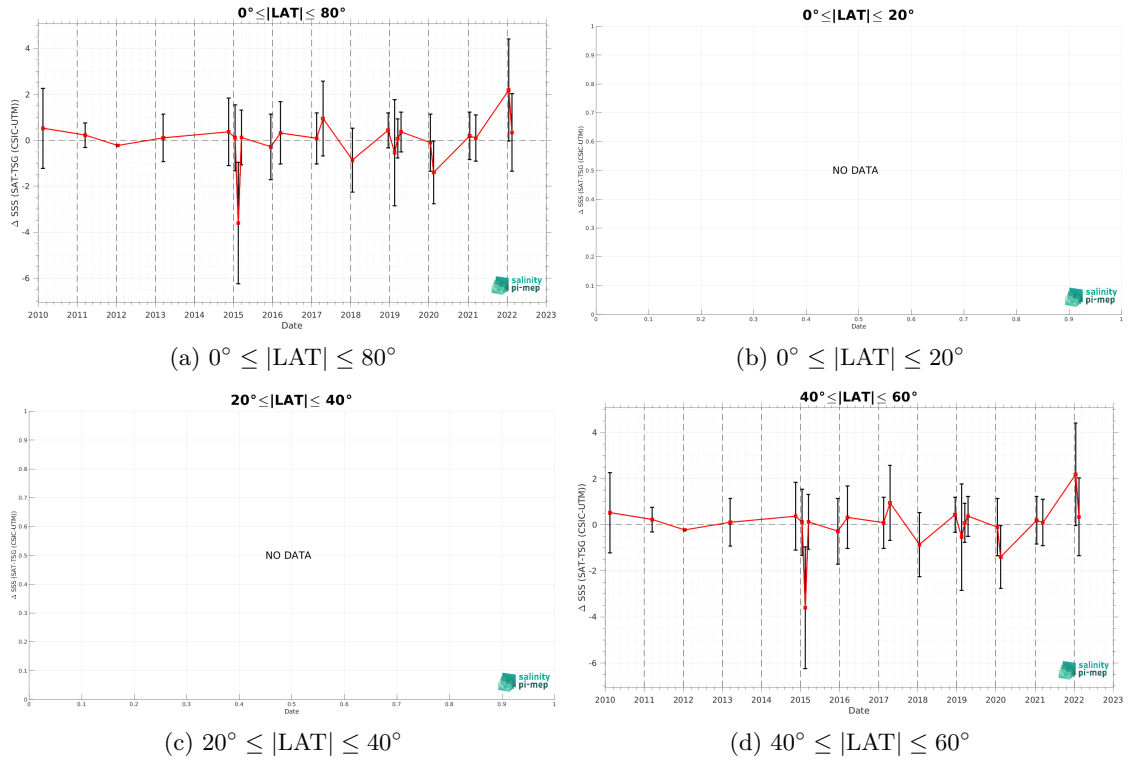 0°≤|LAT|≤ 80°
Δ SSS (SAT-TSG (CSIC-UTM))
4
2
0
-2
-4
-6
2010 2011 2012 2013 2014 2015 2016 2017 2018 2019 2020 2021 2022 2023
Date
salinity
pi-mep
(a) 0° ≤ |LAT| ≤ 80°
0°≤|LAT|≤ 20°
Δ SSS (SAT-TSG (CSIC-UTM))
1
0.9
0.8
0.7
0.6
0.5
0.4
0.3
0.2
0.1
0
NO DATA
0 0.1 0.2 0.3 0.4 0.5 0.6 0.7 0.8 0.9 1
Date
salinity
pi-mep
(b) 0° ≤ |LAT| ≤ 20°
20°≤|LAT|≤ 40°
Δ SSS (SAT-TSG (CSIC-UTM))
1
0.9
0.8
0.7
0.6
0.5
0.4
0.3
0.2
0.1
0
NO DATA
0 0.1 0.2 0.3 0.4 0.5 0.6 0.7 0.8 0.9 1
Date
salinity
pi-mep
(c) 20° ≤ |LAT| ≤ 40°
40°≤|LAT|≤ 60°
Δ SSS (SAT-TSG (CSIC-UTM))
4
2
0
-2
-4
-6
2010 2011 2012 2013 2014 2015 2016 2017 2018 2019 2020 2021 2022 2023
Date
salinity
pi-mep
(d) 40° ≤ |LAT| ≤ 60°